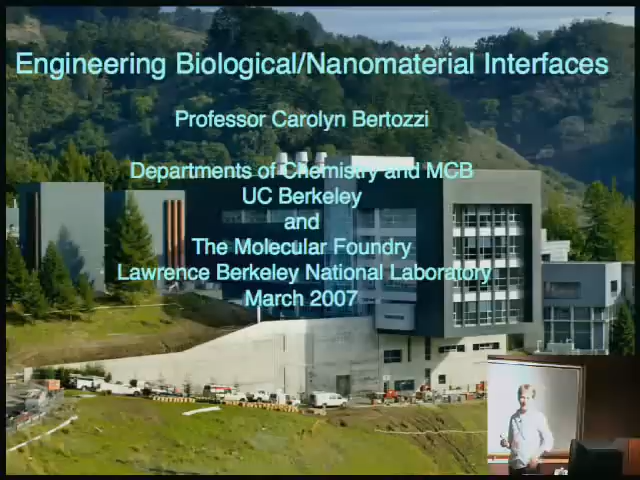 Engineering Biological/Nanomaterial Interfaces
Professor Carolyn Bertozzi
Departments of Chemistry and MCB
UC Berkeley
and
The Molecular Foundry
Lawrence Berkeley National Laboratory
March 2007